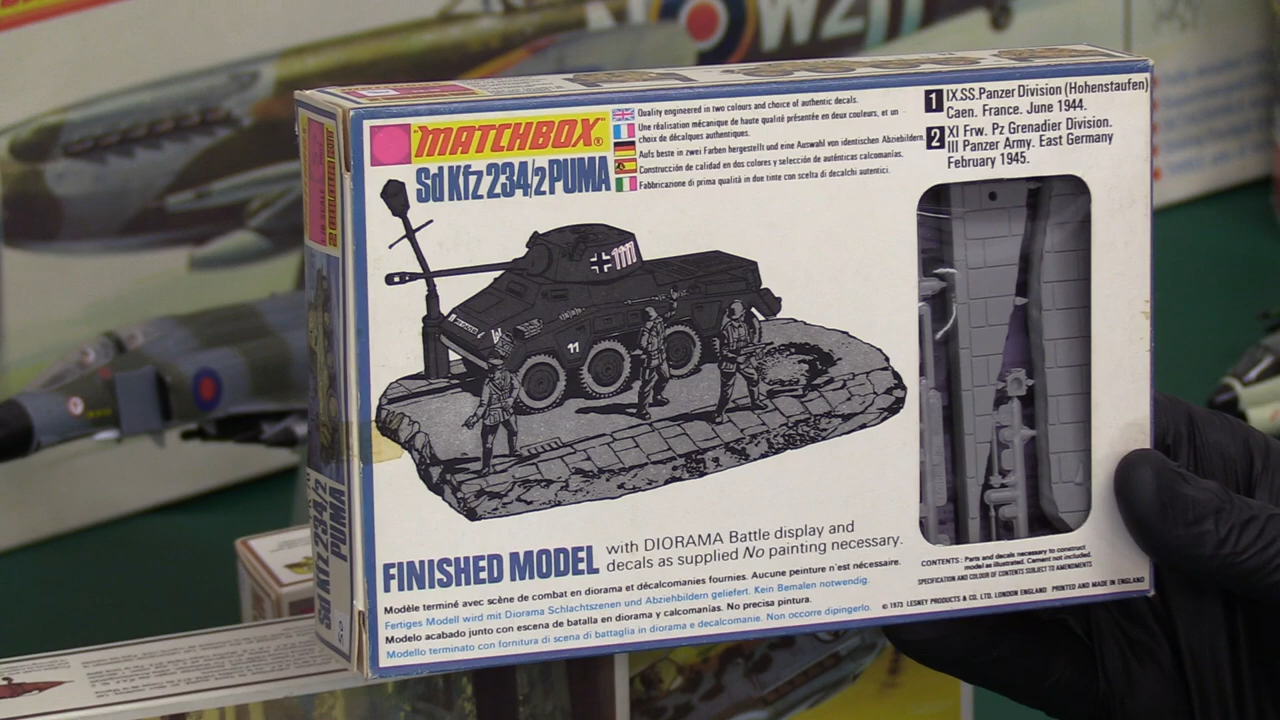 "MATCHBOX"®
Sd Kfz 234/2 PUMA
Quality engineered in two colours and choice of authentic decals.
Une réalisation mécanique de haute qualité présentée en deux couleurs, et un
choix de décalques authentiques.
Aufs beste in zwei Farben hergestellt und eine Auswahl von identischen Abziehbildern.
Construcción de calidad en dos colores y selección de auténticas calcomanías.
Fabbricazione di prima qualità in due tinte con scelta di decalchi autentici.
1 IX.SS.Panzer Division (Hohenstaufen)
Caen. France. June 1944.
2 XI Frw. Pz Grenadier Division.
III Panzer Army. East Germany
February 1945.
1111
11
FINISHED MODEL with DIORAMA Battle display and
decals as supplied No painting necessary.
Modèle terminé avec scène de combat en diorama et décalcomanies fournies. Aucune peinture n'est nécessaire.
Fertiges Modell wird mit Diorama Schlachtszenen und Abziehbildern geliefert. Kein Bemalen notwendig.
Modelo acabado junto con escena de batalla en diorama y calcomanias. No precisa pintura.
Modello terminato con fornitura di scena di battaglia in diorama e decalcomanie. Non occorre dipingerlo.
CONTENTS: Parts and decals necessary to construct
model as illustrated. Cement not included.
SPECIFICATION AND COLOUR OF CONTENTS SUBJECT TO AMENDMENTS
© 1973 LESNEY PRODUCTS & CO. LTD. LONDON ENGLAND PRINTED AND MADE IN ENGLAND
Sd Kfz 234/2
PUMA